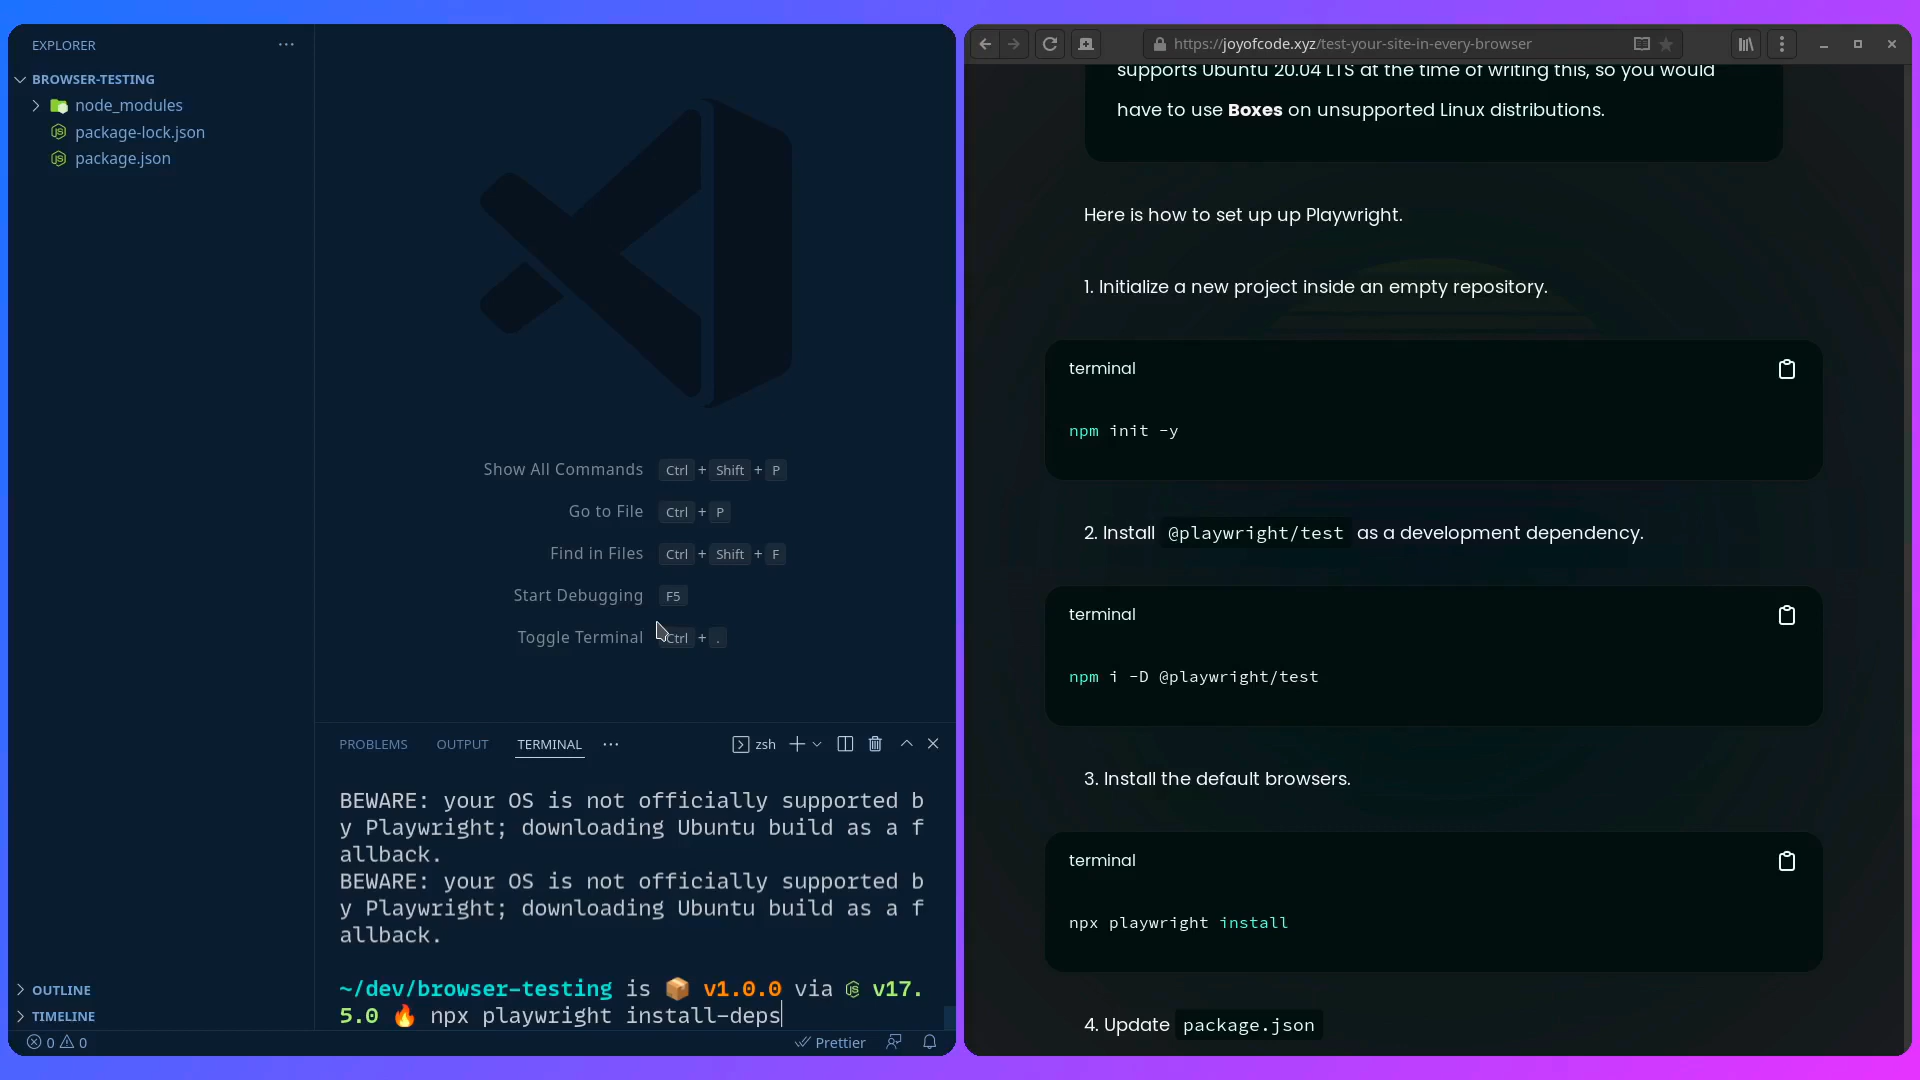 EXPLORER
BROWSER-TESTING
node_modules
package-lock.json
package.json
OUTLINE
TIMELINE
Show All Commands Ctrl + Shift + P
Go to File Ctrl + P
Find in Files Ctrl + Shift + F
Start Debugging F5
Toggle Terminal Ctrl + .
PROBLEMS OUTPUT TERMINAL ··· zsh
BEWARE: your OS is not officially supported b
y Playwright; downloading Ubuntu build as a f
allback.
BEWARE: your OS is not officially supported b
y Playwright; downloading Ubuntu build as a f
allback.
~/dev/browser-testing is 📦 v1.0.0 via v17.
5.0 🔥 npx playwright install-deps
0 0 Prettier
https://joyofcode.xyz/test-your-site-in-every-browser
supports Ubuntu 20.04 LTS at the time of writing this, so you would
have to use Boxes on unsupported Linux distributions.
Here is how to set up up Playwright.
1. Initialize a new project inside an empty repository.
terminal
npm init -y
2. Install @playwright/test as a development dependency.
terminal
npm i -D @playwright/test
3. Install the default browsers.
terminal
npx playwright install
4. Update package.json